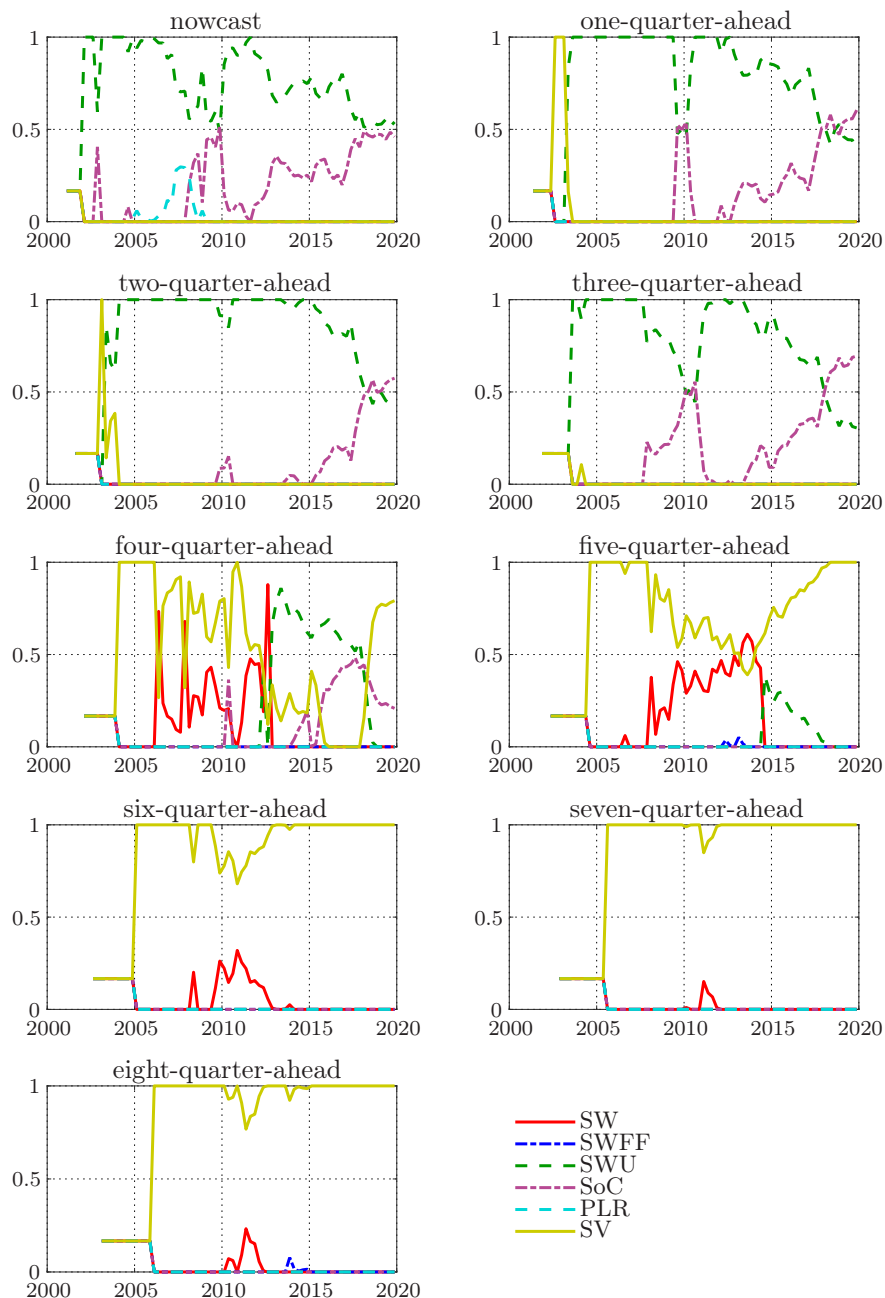 nowcast
1
0.5
0
2000 2005 2010 2015 2020
one-quarter-ahead
1
0.5
0
2000 2005 2010 2015 2020
two-quarter-ahead
1
0.5
0
2000 2005 2010 2015 2020
three-quarter-ahead
1
0.5
0
2000 2005 2010 2015 2020
four-quarter-ahead
1
0.5
0
2000 2005 2010 2015 2020
five-quarter-ahead
1
0.5
0
2000 2005 2010 2015 2020
six-quarter-ahead
1
0.5
0
2000 2005 2010 2015 2020
seven-quarter-ahead
1
0.5
0
2000 2005 2010 2015 2020
eight-quarter-ahead
1
0.5
0
2000 2005 2010 2015 2020
SW
SWFF
SWU
SoC
PLR
SV